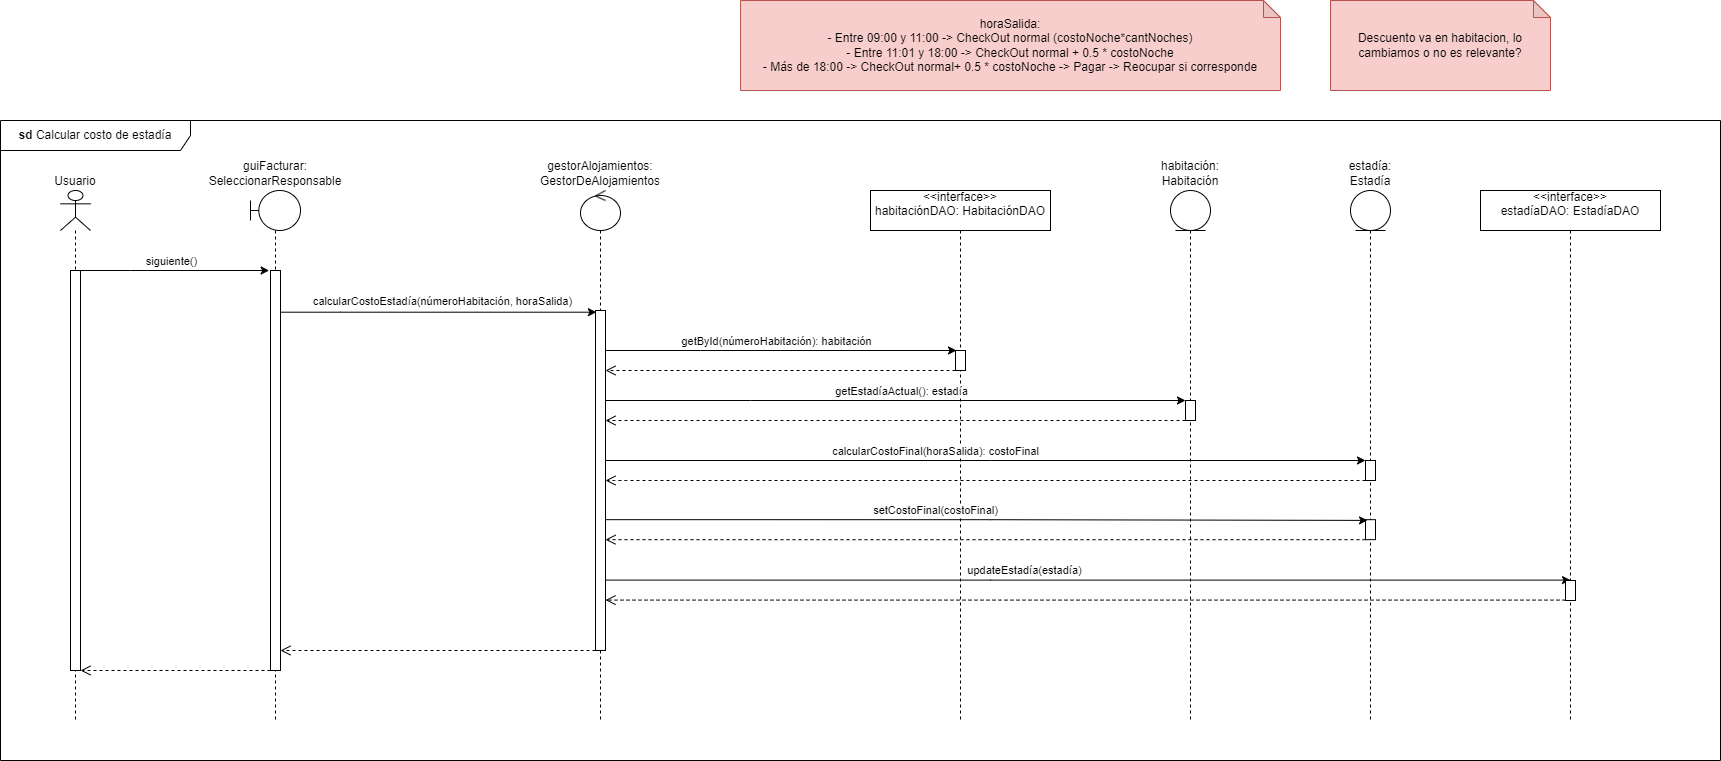 horaSalida:
- Entre 09:00 y 11:00 -> CheckOut normal (costoNoche*cantNoches)
- Entre 11:01 y 18:00 -> CheckOut normal + 0.5 * costoNoche
- Más de 18:00 -> CheckOut normal+ 0.5 * costoNoche -> Pagar -> Reocupar si corresponde
Descuento va en habitacion, lo
cambiamos o no es relevante?
sd Calcular costo de estadía
Usuario
guiFacturar:
SeleccionarResponsable
gestorAlojamientos:
GestorDeAlojamientos
<<interface>>
habitaciónDAO: HabitaciónDAO
habitación:
Habitación
estadía:
Estadía
<<interface>>
estadíaDAO: EstadíaDAO
siguiente()
calcularCostoEstadía(númeroHabitación, horaSalida)
getById(númeroHabitación): habitación
getEstadíaActual(): estadía
calcularCostoFinal(horaSalida): costoFinal
setCostoFinal(costoFinal)
updateEstadía(estadía)